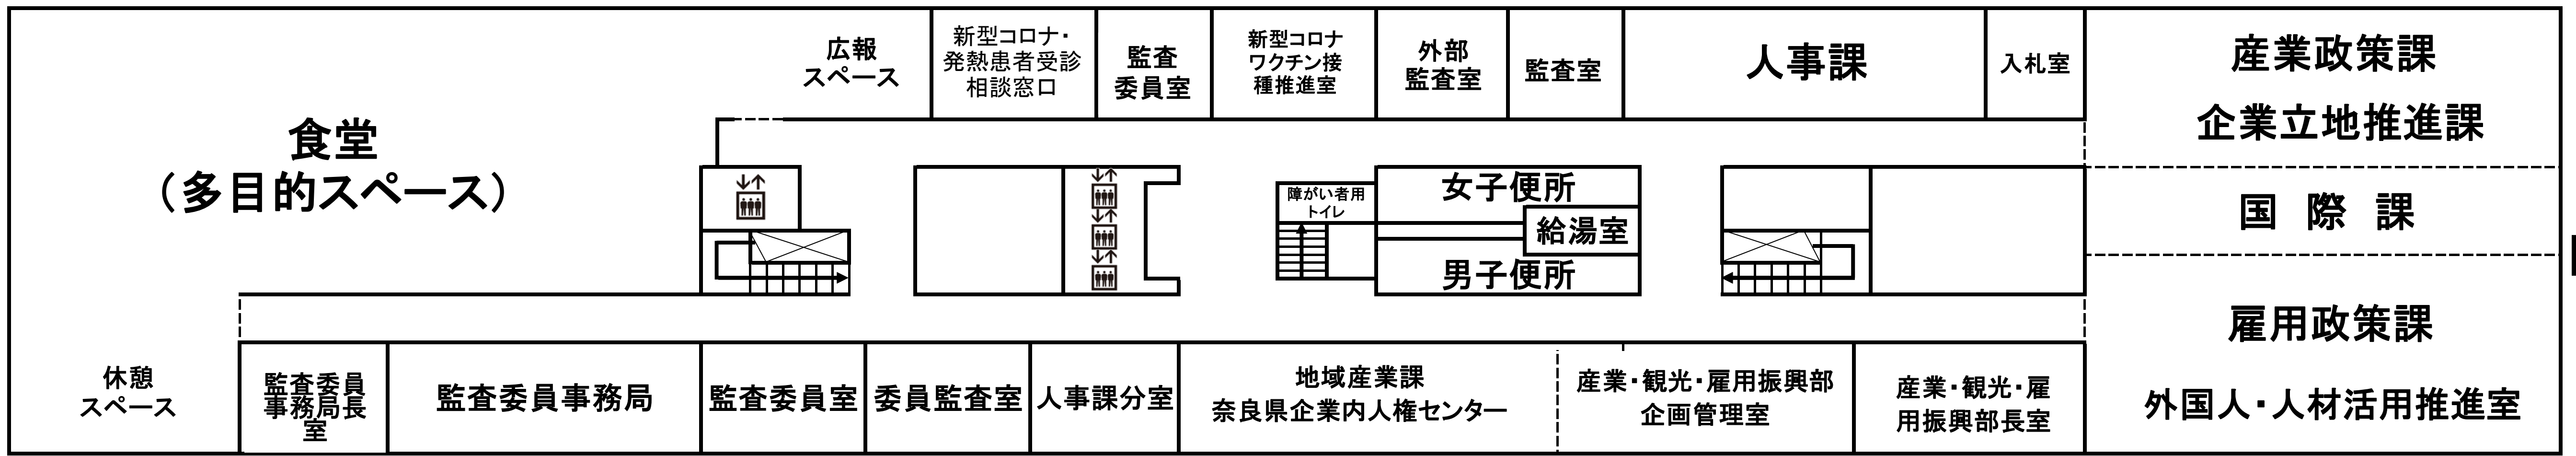 広報
スペース
新型コロナ・
発熱患者受診
相談窓口
監査
委員室
新型コロナ
ワクチン接
種推進室
外部
監査室
監査室
人事課
入札室
産業政策課
企業立地推進課
国際課
雇用政策課
外国人・人材活用推進室
食堂
（多目的スペース）
障がい者用
トイレ
女子便所
給湯室
男子便所
休憩
スペース
監査委員
事務局長
室
監査委員事務局
監査委員室
委員監査室
人事課分室
地域産業課
奈良県企業内人権センター
産業・観光・雇用振興部
企画管理室
産業・観光・雇
用振興部長室